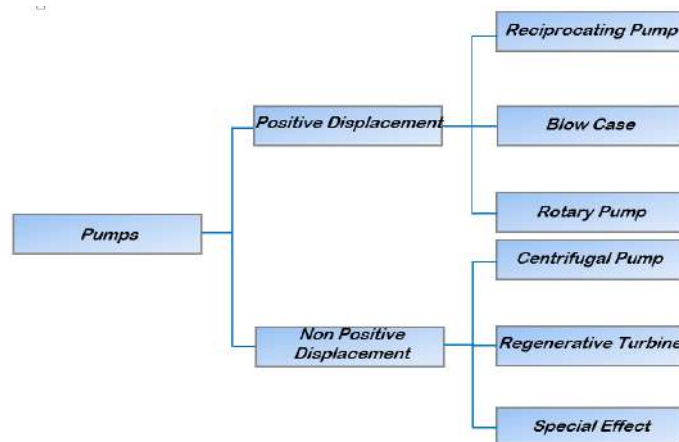 Reciprocating Pump
Positive Displacement
Blow Case
Rotary Pump
Pumps
Centrifugal Pump
Non Positive
Displacement
Regenerative Turbine
Special Effect